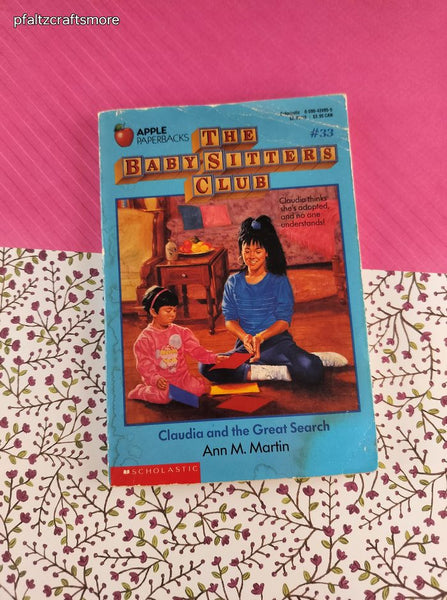 pfaltzcraftsmore
APPLE
PAPERBACKS
THE
BABY-SITTERS
CLUB
#33
Claudia thinks
she's adopted,
and no one
understands!
Claudia and the Great Search
Ann M. Martin
SCHOLASTIC